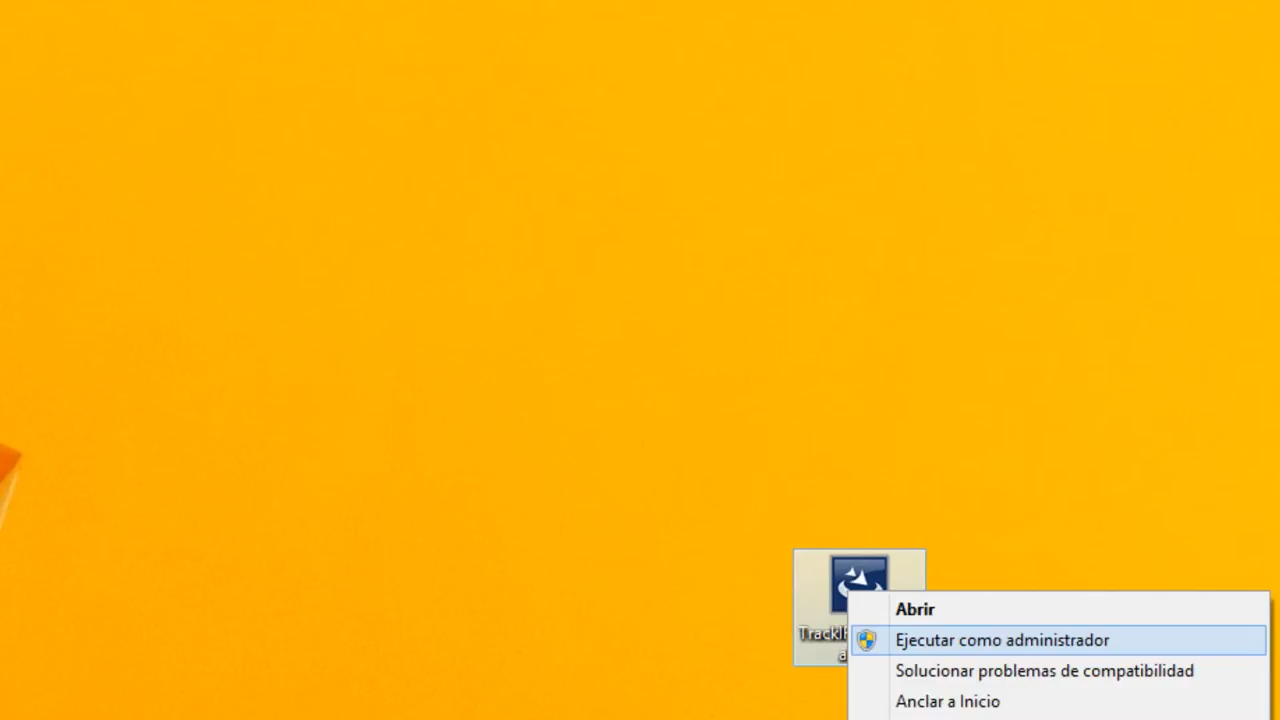 Abrir
Ejecutar como administrador
Solucionar problemas de compatibilidad
Anclar a Inicio